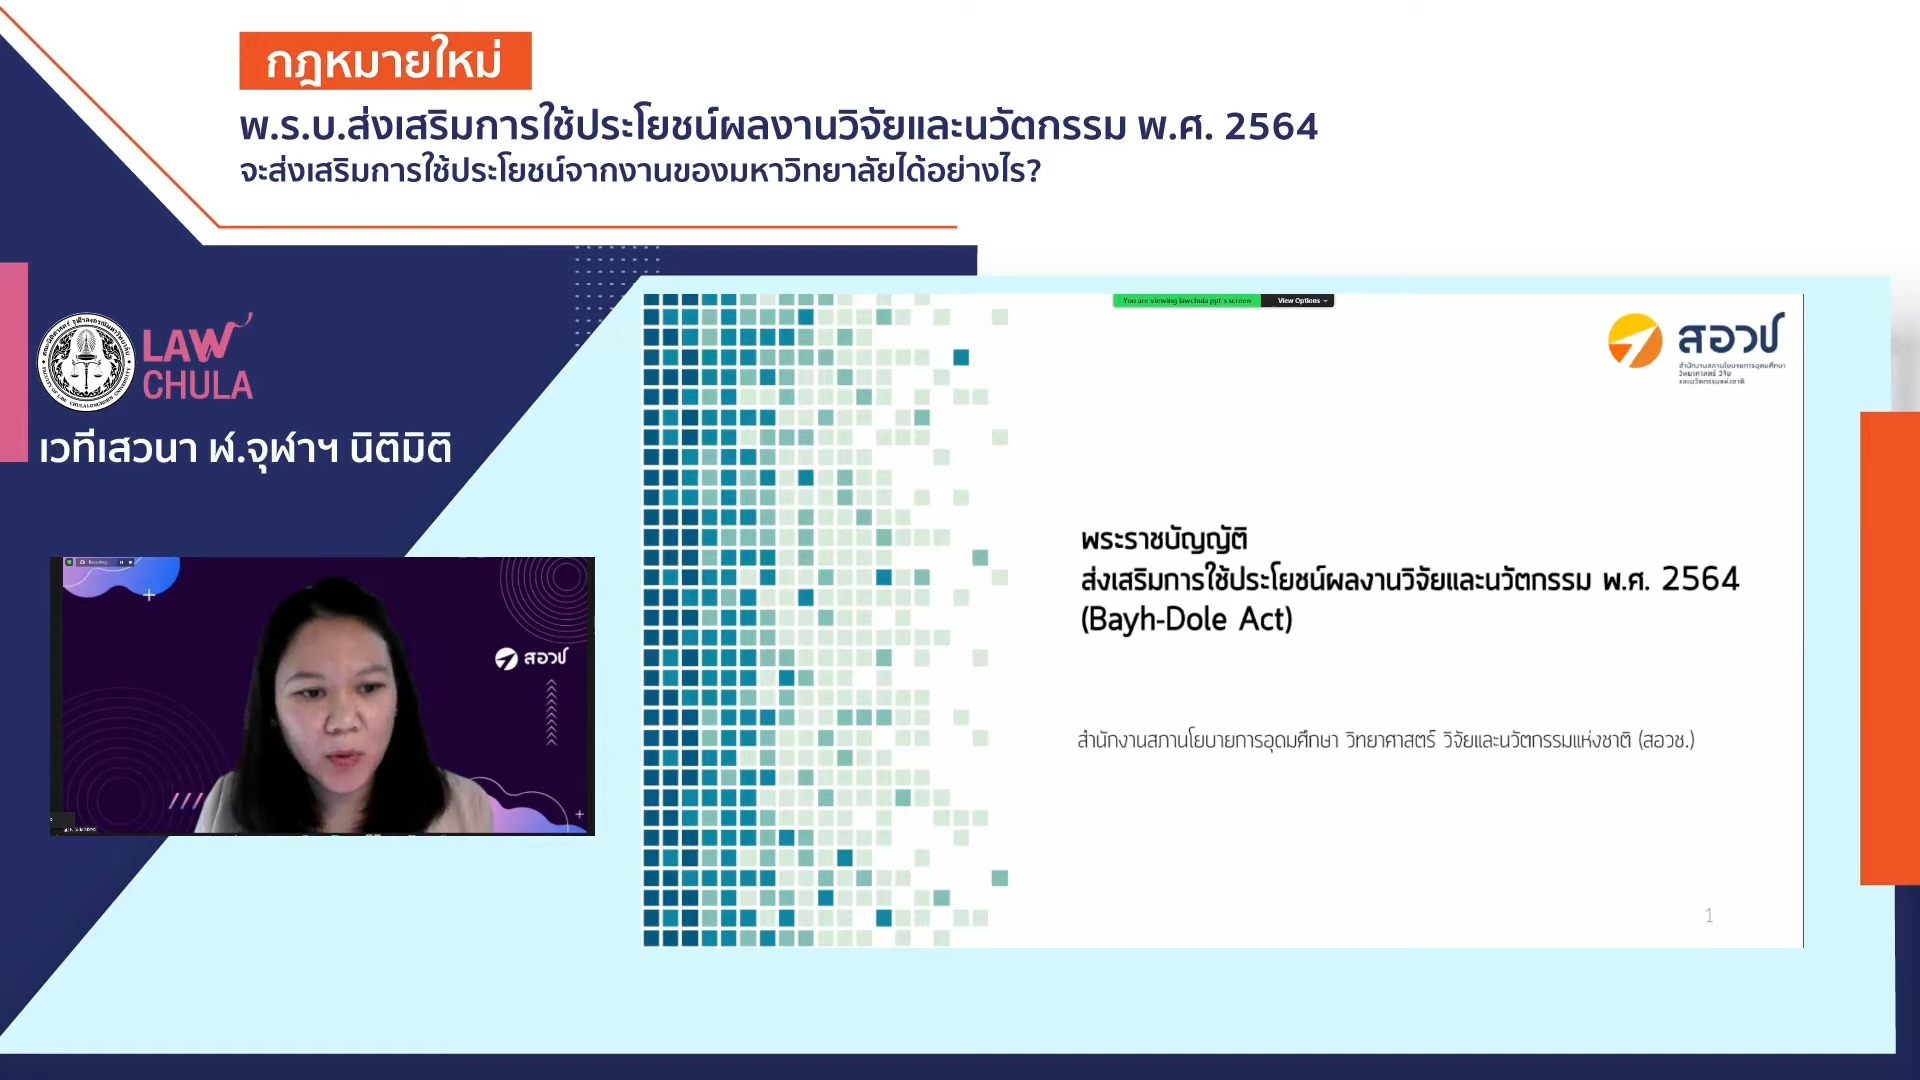 กฎหมายใหม่
พ.ร.บ.ส่งเสริมการใช้ประโยชน์ผลงานวิจัยและนวัตกรรม พ.ศ. 2564
จะส่งเสริมการใช้ประโยชน์จากงานของมหาวิทยาลัยได้อย่างไร?
LAW
CHULA
เวทีเสวนา ฬ.จุฬาฯ นิติมิติ
Recording...
สอวช
You are viewing lawchula ppt's screen
View Options
สอวช
สำนักงานสภานโยบายการอุดมศึกษา
วิทยาศาสตร์ วิจัย
และนวัตกรรมแห่งชาติ
พระราชบัญญัติ
ส่งเสริมการใช้ประโยชน์ผลงานวิจัยและนวัตกรรม พ.ศ. 2564
(Bayh-Dole Act)
สำนักงานสภานโยบายการอุดมศึกษา วิทยาศาสตร์ วิจัยและนวัตกรรมแห่งชาติ (สอวช.)
1